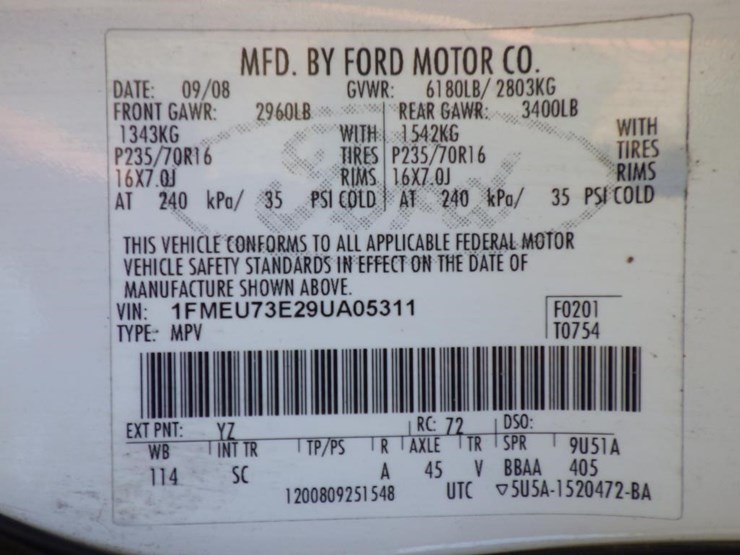 MFD. BY FORD MOTOR CO.
DATE: 09/08 GVWR: 6180LB/ 2803KG
FRONT GAWR: 2960LB REAR GAWR: 3400LB
1343KG WITH 1542KG WITH
P235/70R16 TIRES P235/70R16 TIRES
16X7.0J RIMS 16X7.0J RIMS
AT 240 kPa/ 35 PSI COLD AT 240 kPa/ 35 PSI COLD
THIS VEHICLE CONFORMS TO ALL APPLICABLE FEDERAL MOTOR
VEHICLE SAFETY STANDARDS IN EFFECT ON THE DATE OF
MANUFACTURE SHOWN ABOVE.
VIN: 1FMEU73E29UA05311 F0201
TYPE: MPV T0754
EXT PNT: YZ RC: 72 DSO:
WB INT TR TP/PS R AXLE TR SPR 9U51A
114 SC A 45 V BBAA 405
1200809251548 UTC ▽5U5A-1520472-BA
Ford